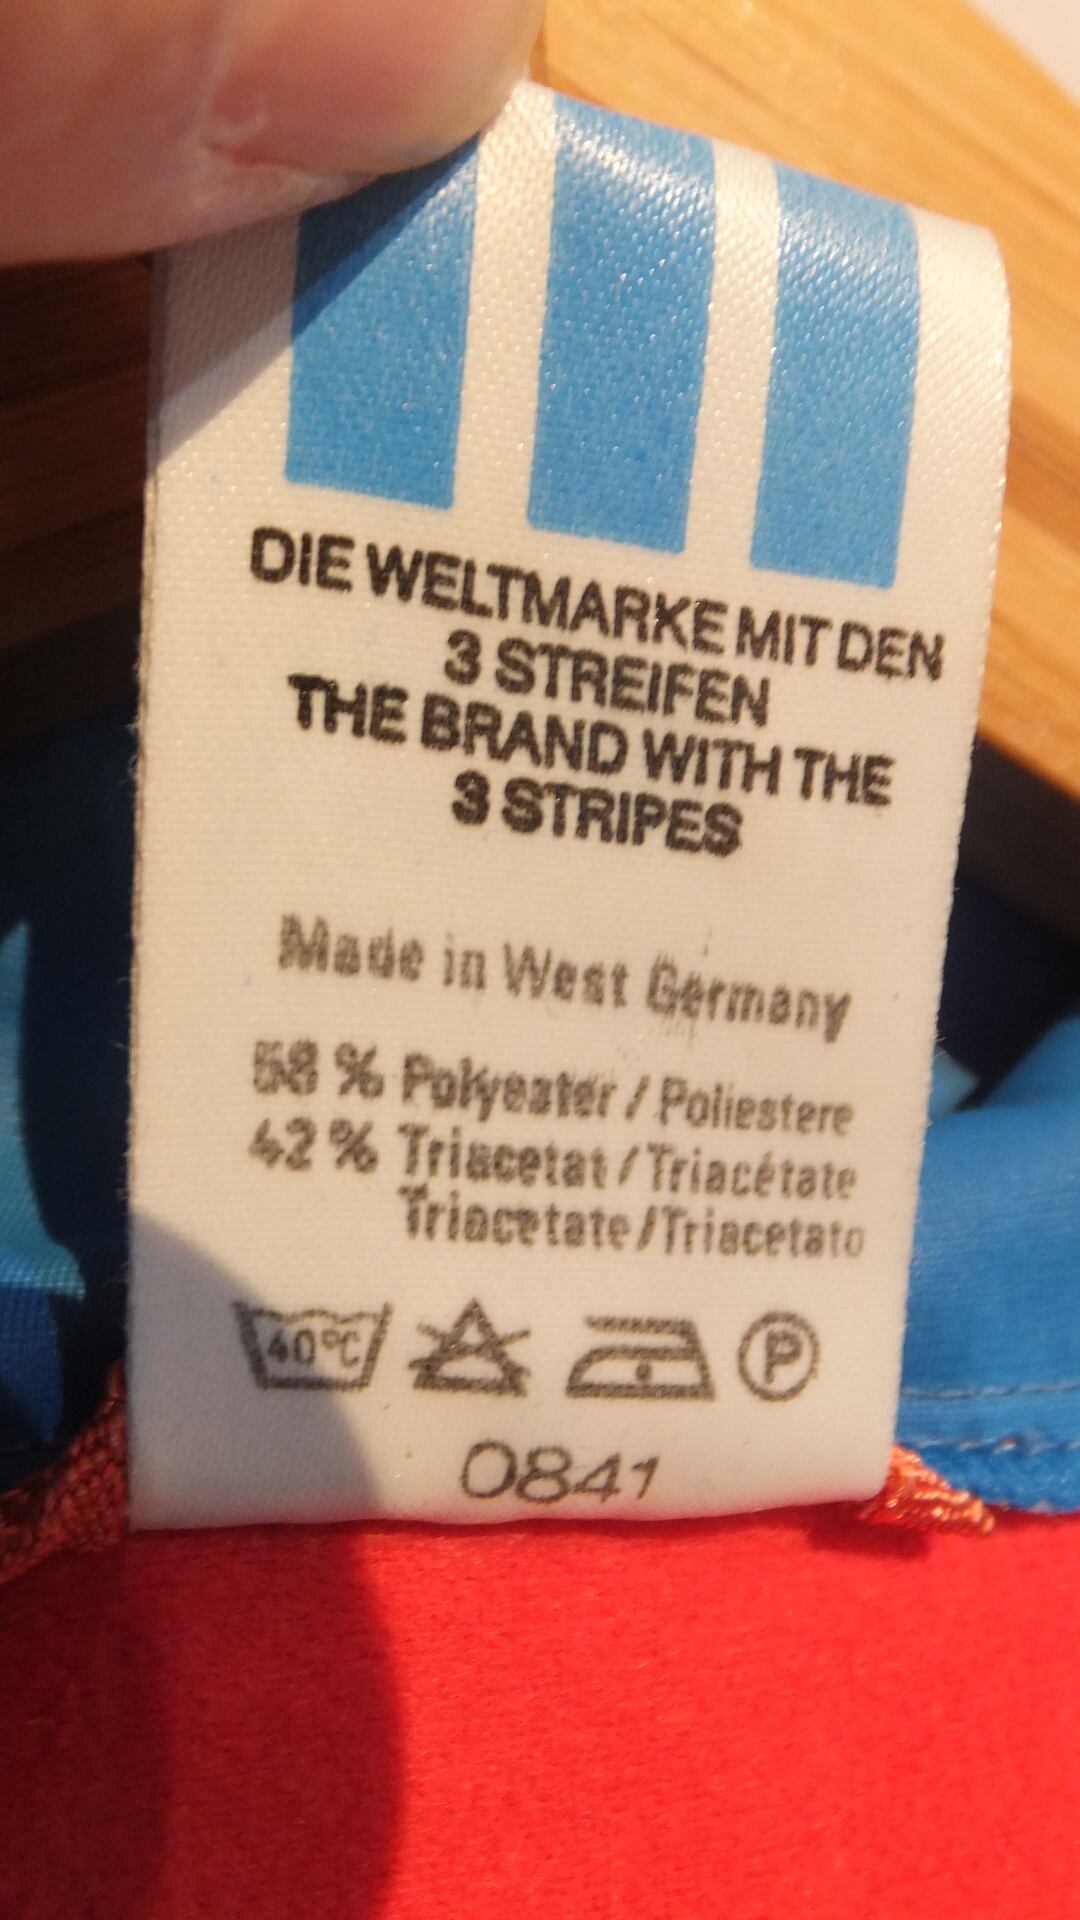 DIE WELTMARKE MIT DEN
3 STREIFEN
THE BRAND WITH THE
3 STRIPES
Made in West Germany
58 % Polyester / Poliestere
42 % Triacetat / Triacétate
Triacetate / Triacetato
40°C
P
0841